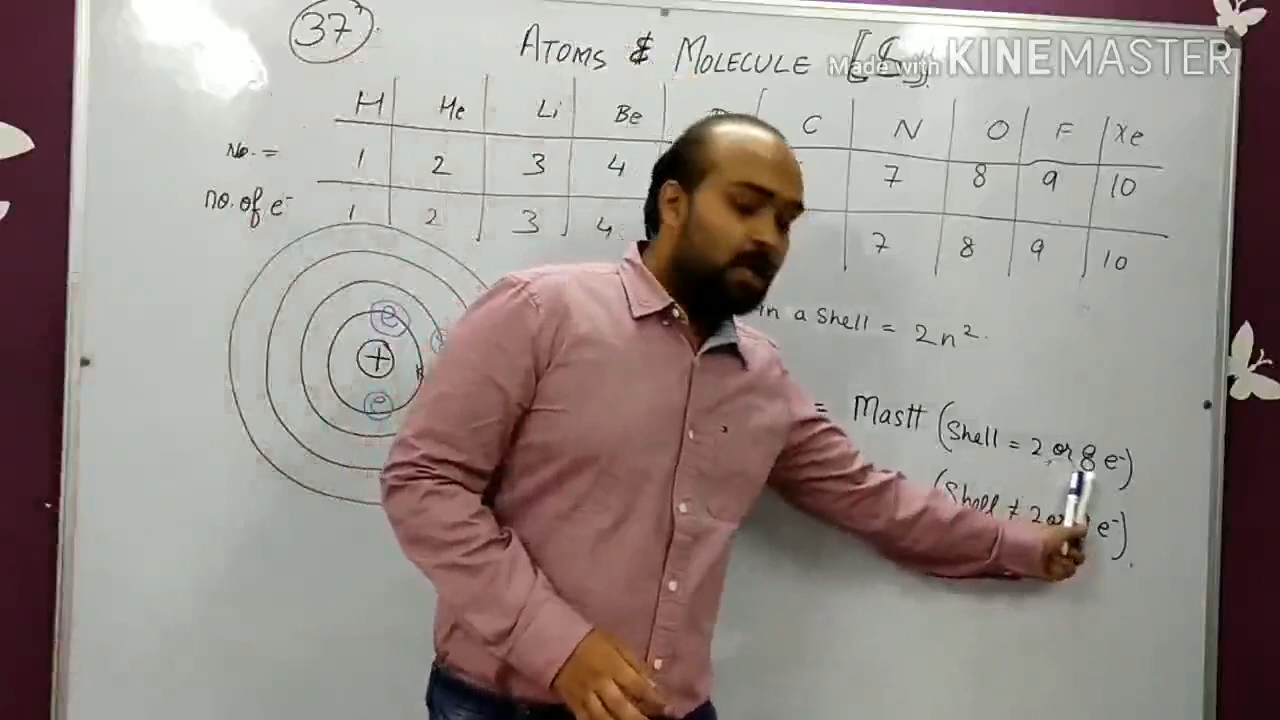 37
ATOMS & MOLECULE
Made with KINEMASTER
H He Li Be C N O F Xe
No. = 1 2 3 4 7 8 9 10
no. of e⁻ 1 2 3 4 7 8 9 10
in a Shell = 2n².
= Mastt (Shell = 2 or 8 e⁻)
(Shell ≠ 2 or e⁻).
+
e
e